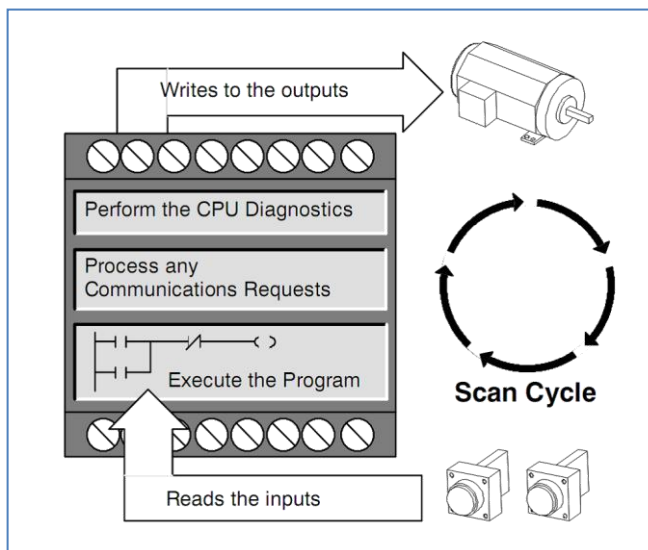 Writes to the outputs
Perform the CPU Diagnostics
Process any
Communications Requests
Execute the Program
Scan Cycle
Reads the inputs